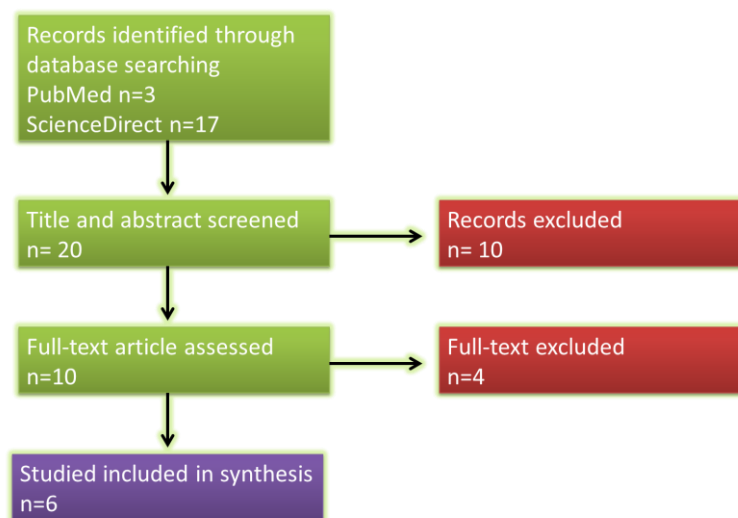 Records identified through
database searching
PubMed n=3
ScienceDirect n=17
Title and abstract screened
n= 20
Records excluded
n= 10
Full-text article assessed
n=10
Full-text excluded
n=4
Studied included in synthesis
n=6